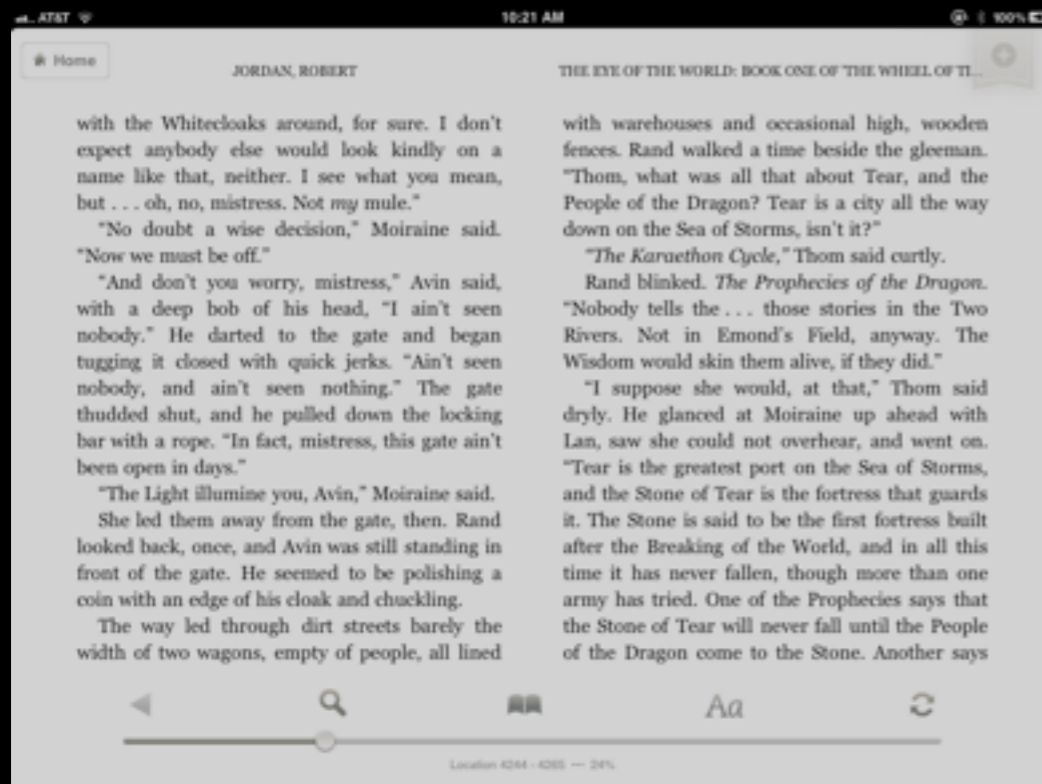 AT&T
10:21 AM
100%
Home
JORDAN, ROBERT
THE EYE OF THE WORLD: BOOK ONE OF 'THE WHEEL OF TI...
with the Whitecloaks around, for sure. I don't
expect anybody else would look kindly on a
name like that, neither. I see what you mean,
but . . . oh, no, mistress. Not my mule."
"No doubt a wise decision," Moiraine said.
"Now we must be off."
"And don't you worry, mistress," Avin said,
with a deep bob of his head, "I ain't seen
nobody." He darted to the gate and began
tugging it closed with quick jerks. "Ain't seen
nobody, and ain't seen nothing." The gate
thudded shut, and he pulled down the locking
bar with a rope. "In fact, mistress, this gate ain't
been open in days."
"The Light illumine you, Avin," Moiraine said.
She led them away from the gate, then. Rand
looked back, once, and Avin was still standing in
front of the gate. He seemed to be polishing a
coin with an edge of his cloak and chuckling.
The way led through dirt streets barely the
width of two wagons, empty of people, all lined
with warehouses and occasional high, wooden
fences. Rand walked a time beside the gleeman.
"Thom, what was all that about Tear, and the
People of the Dragon? Tear is a city all the way
down on the Sea of Storms, isn't it?"
"The Karaethon Cycle," Thom said curtly.
Rand blinked. The Prophecies of the Dragon.
"Nobody tells the . . . those stories in the Two
Rivers. Not in Emond's Field, anyway. The
Wisdom would skin them alive, if they did."
"I suppose she would, at that," Thom said
dryly. He glanced at Moiraine up ahead with
Lan, saw she could not overhear, and went on.
"Tear is the greatest port on the Sea of Storms,
and the Stone of Tear is the fortress that guards
it. The Stone is said to be the first fortress built
after the Breaking of the World, and in all this
time it has never fallen, though more than one
army has tried. One of the Prophecies says that
the Stone of Tear will never fall until the People
of the Dragon come to the Stone. Another says
Aa
Location 4244 - 4265 — 24%